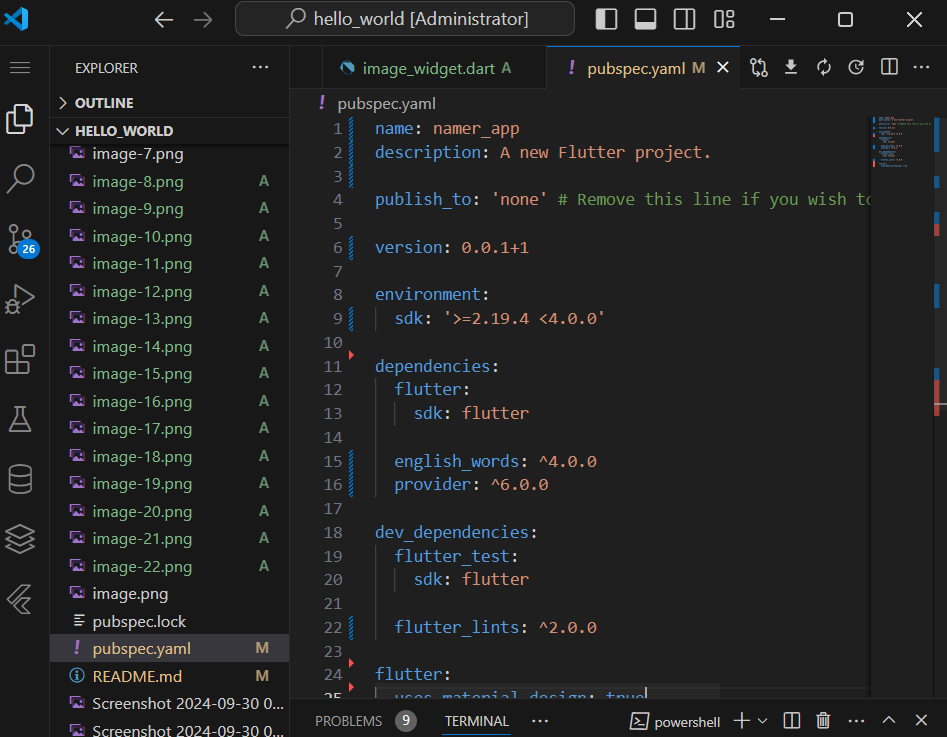 hello_world [Administrator]
EXPLORER
OUTLINE
HELLO_WORLD
image-7.png
image-8.png A
image-9.png A
image-10.png A
image-11.png A
image-12.png A
image-13.png A
image-14.png A
image-15.png A
image-16.png A
image-17.png A
image-18.png A
image-19.png A
image-20.png A
image-21.png A
image-22.png A
image.png
pubspec.lock
! pubspec.yaml M
README.md M
Screenshot 2024-09-30 0...
Screenshot 2024-09-30 0...
26
image_widget.dart A
! pubspec.yaml M
! pubspec.yaml
1 name: namer_app
2 description: A new Flutter project.
3
4 publish_to: 'none' # Remove this line if you wish to
5
6 version: 0.0.1+1
7
8 environment:
9 sdk: '>=2.19.4 <4.0.0'
10
11 dependencies:
12 flutter:
13 sdk: flutter
14
15 english_words: ^4.0.0
16 provider: ^6.0.0
17
18 dev_dependencies:
19 flutter_test:
20 sdk: flutter
21
22 flutter_lints: ^2.0.0
23
24 flutter:
25 uses-material-design: true
PROBLEMS 9 TERMINAL ... powershell